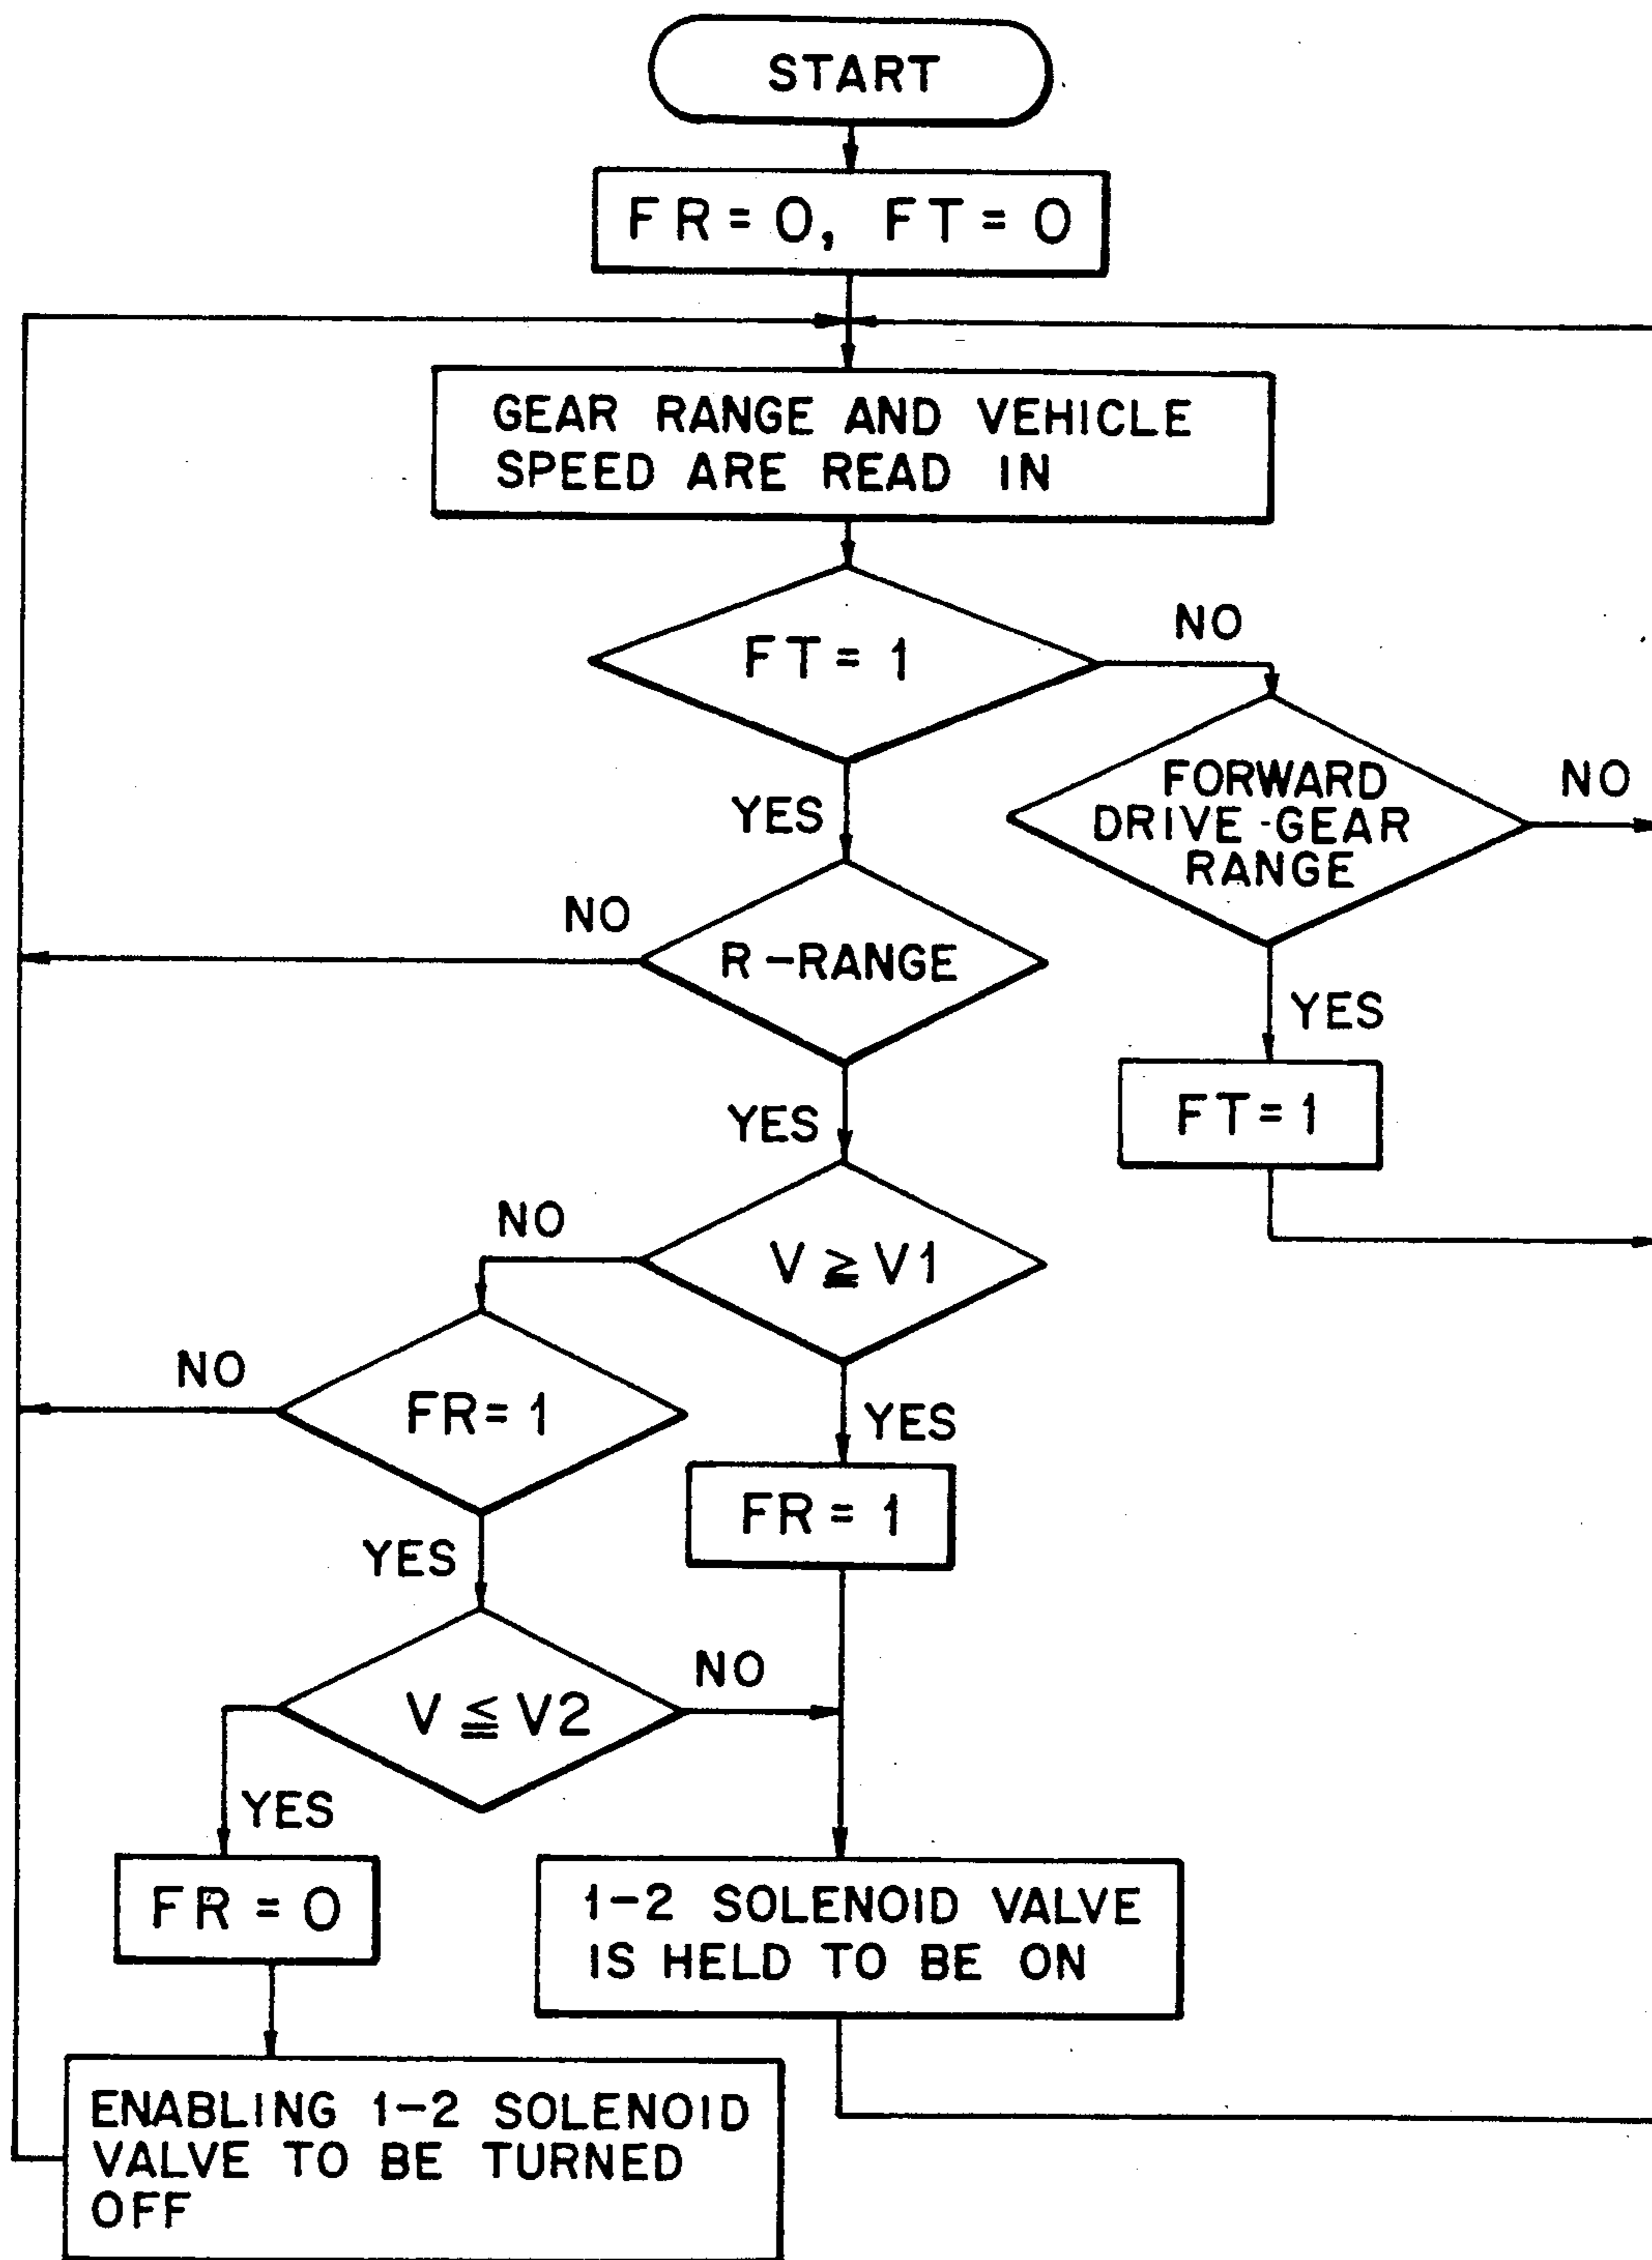 START
FR = 0, FT = 0
GEAR RANGE AND VEHICLE
SPEED ARE READ IN
FT = 1
NO
FORWARD
DRIVE-GEAR
RANGE
NO
YES
YES
FT = 1
R-RANGE
NO
YES
V ≧ V1
NO
YES
FR = 1
NO
FR = 1
YES
V ≦ V2
NO
YES
FR = 0
1-2 SOLENOID VALVE
IS HELD TO BE ON
ENABLING 1-2 SOLENOID
VALVE TO BE TURNED
OFF